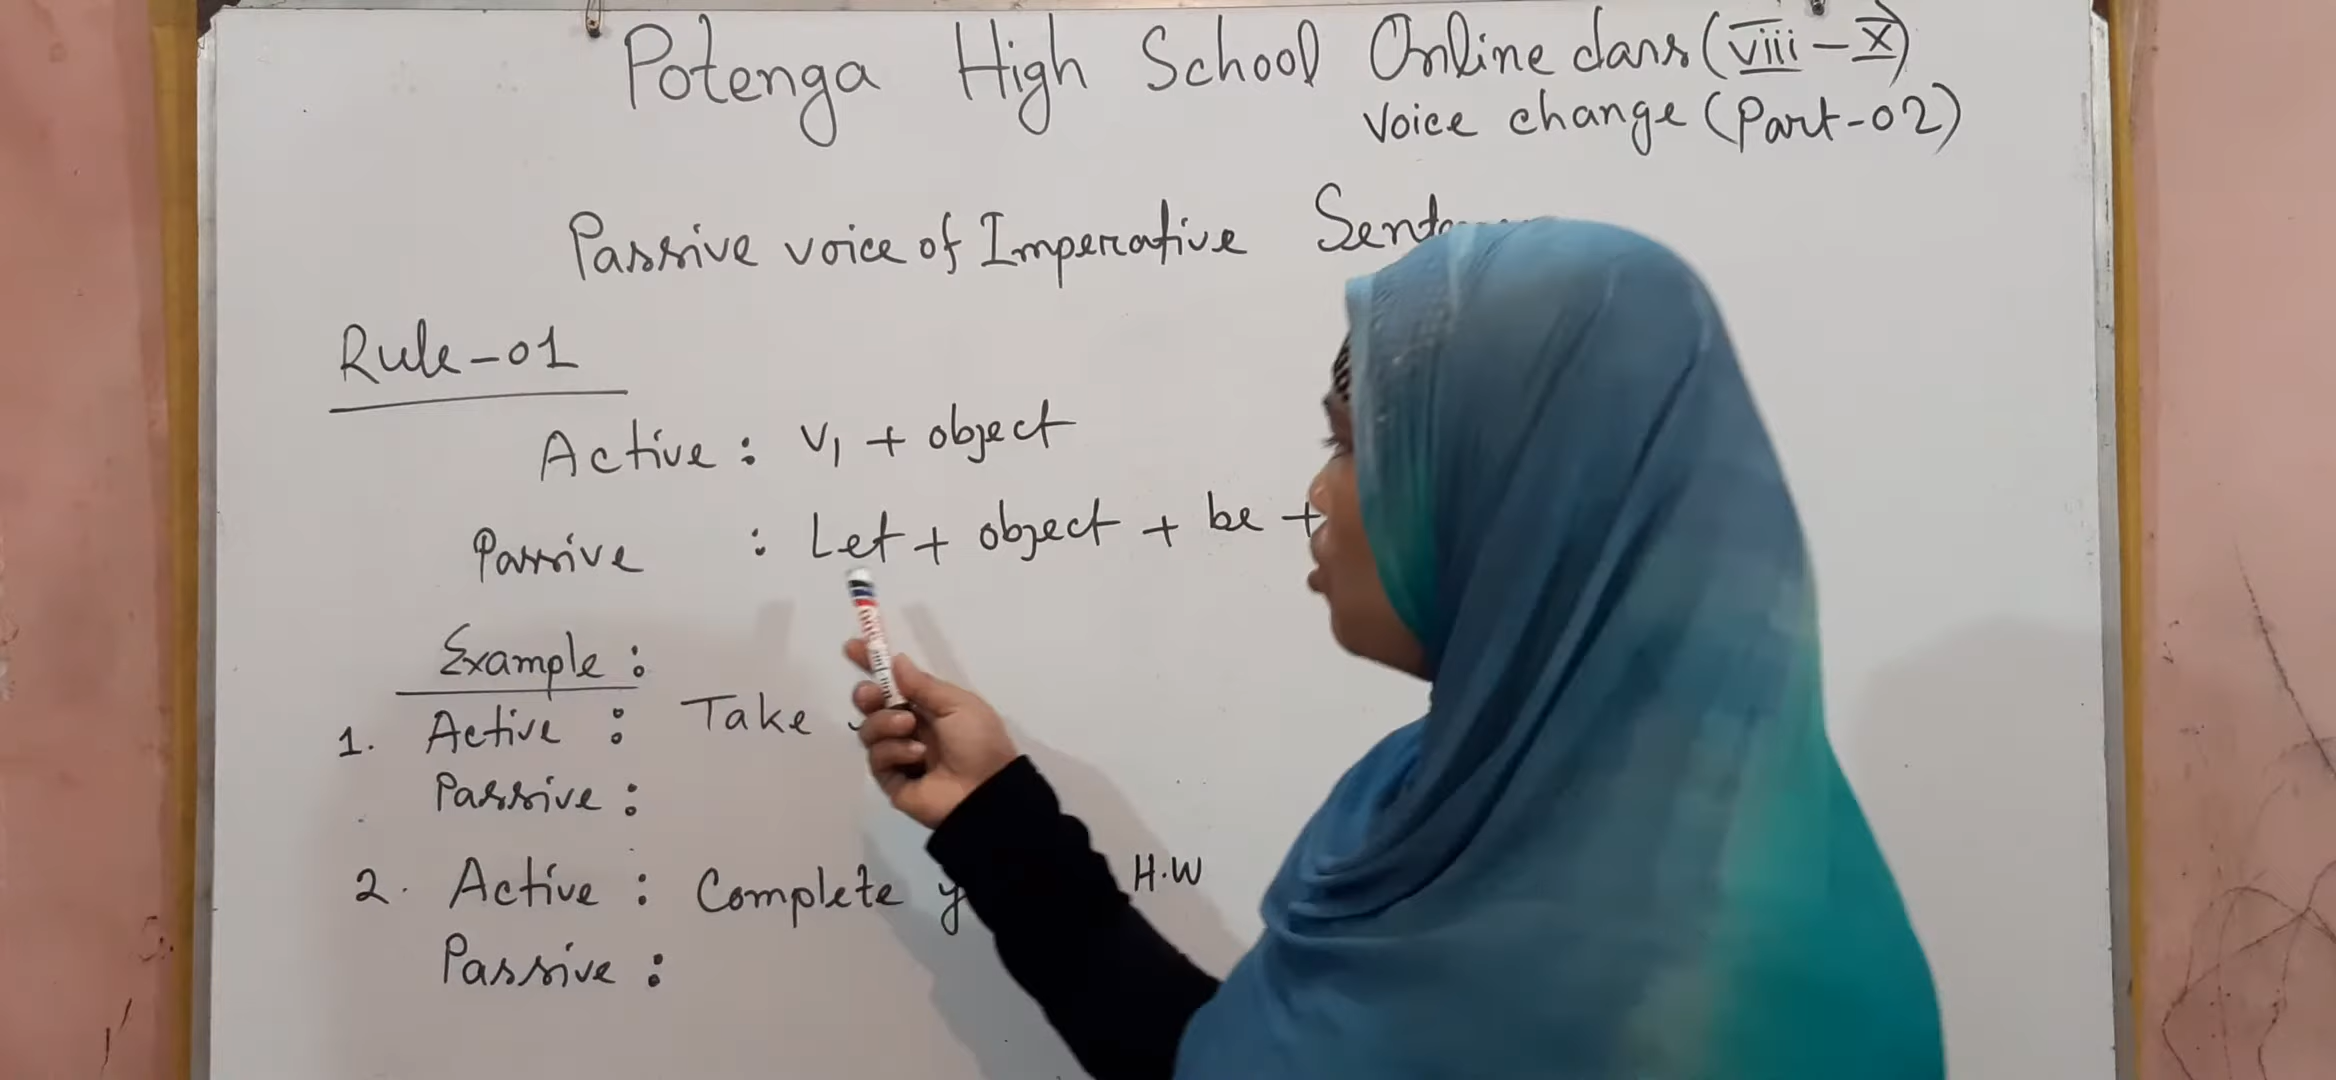 Potenga High School Online class (viii - X)
Voice change (Part-02)
Passive voice of Imperative
Rule-01
Active : V1 + object
Passive : Let + object + be +
Example :
1. Active : Take
Passive :
2. Active : Complete H.W
Passive :